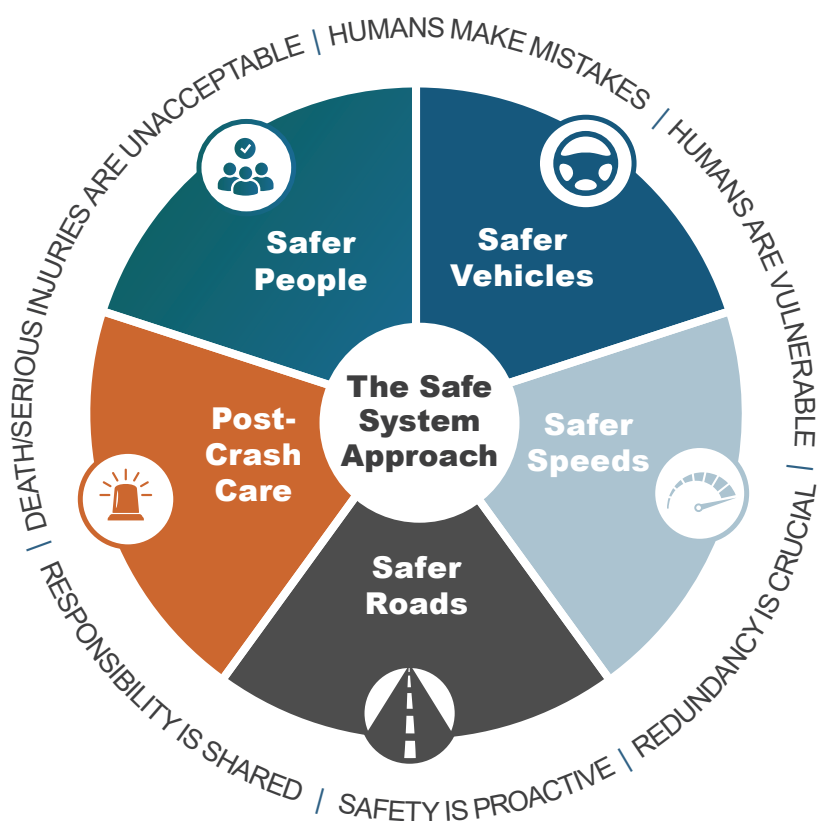 HUMANS MAKE MISTAKES |
HUMANS ARE VULNERABLE |
REDUNDANCY IS CRUCIAL |
SAFETY IS PROACTIVE |
RESPONSIBILITY IS SHARED |
DEATH/SERIOUS INJURIES ARE UNACCEPTABLE |
Safer
People
Safer
Vehicles
The Safe
System
Approach
Post-
Crash
Care
Safer
Speeds
Safer
Roads